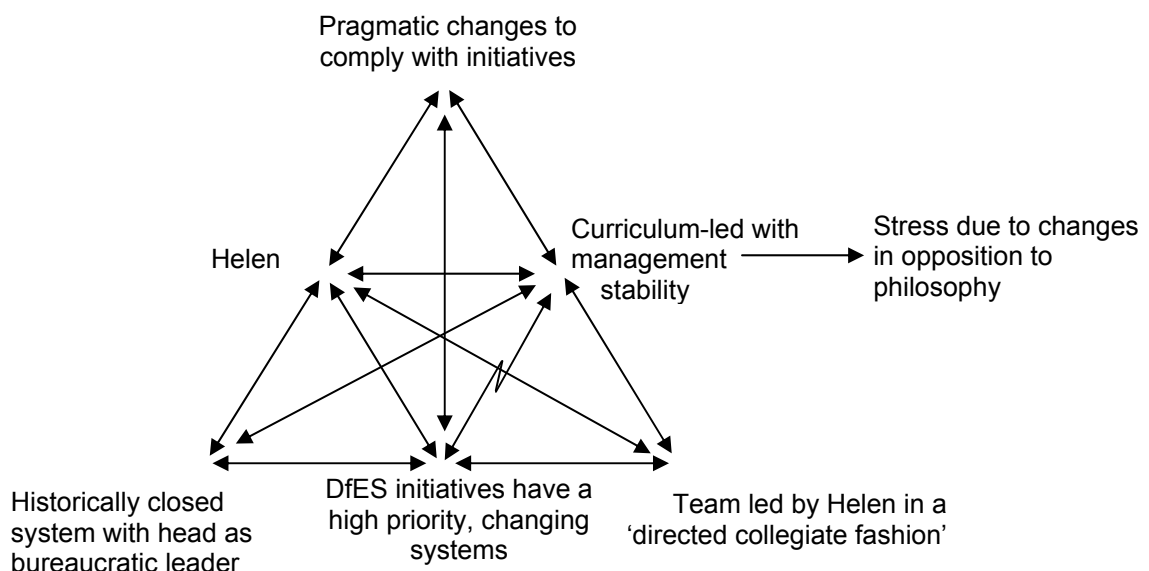 Pragmatic changes to
comply with initiatives
Helen
Curriculum-led with
management
stability
Stress due to changes
in opposition to
philosophy
Historically closed
system with head as
bureaucratic leader
DfES initiatives have a
high priority, changing
systems
Team led by Helen in a
‘directed collegiate fashion’